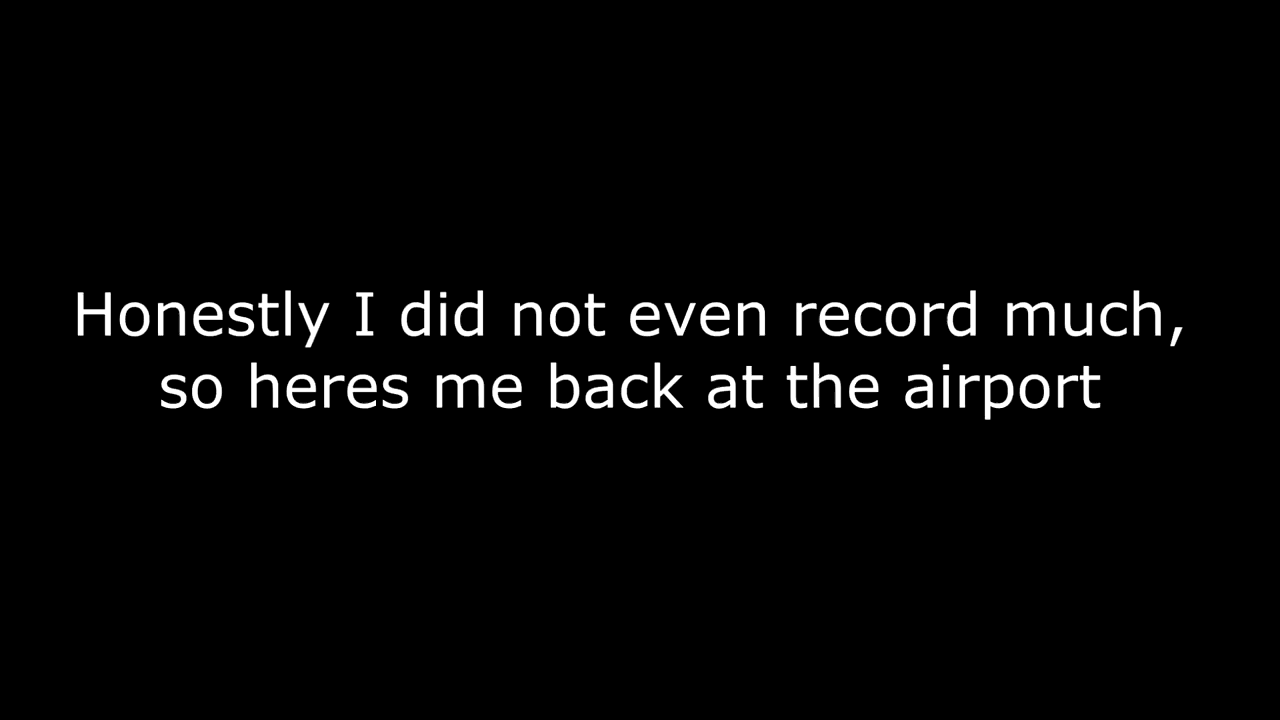 Honestly I did not even record much,
so heres me back at the airport